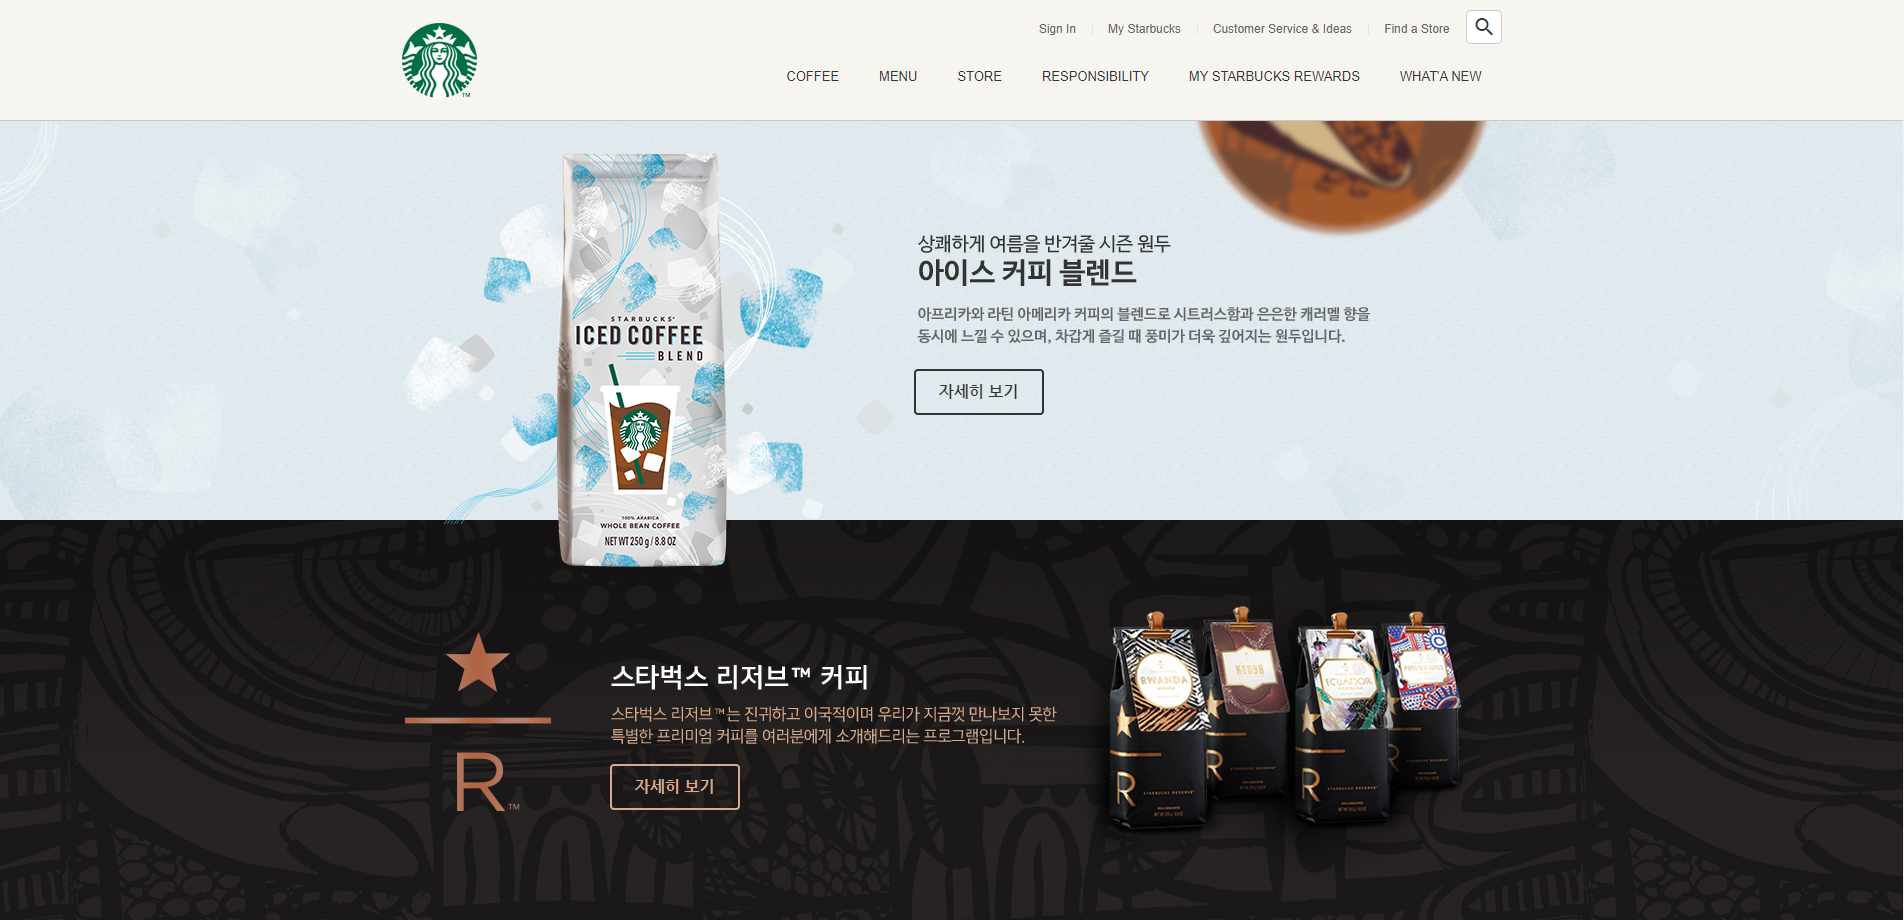 Sign In
My Starbucks
Customer Service & Ideas
Find a Store
COFFEE
MENU
STORE
RESPONSIBILITY
MY STARBUCKS REWARDS
WHAT'A NEW
TM
상쾌하게 여름을 반겨줄 시즌 원두
아이스 커피 블렌드
아프리카와 라틴 아메리카 커피의 블렌드로 시트러스함과 은은한 캐러멜 향을
동시에 느낄 수 있으며, 차갑게 즐길 때 풍미가 더욱 깊어지는 원두입니다.
자세히 보기
STARBUCKS®
ICED COFFEE
BLEND
100% ARABICA
WHOLE BEAN COFFEE
NET WT 250 g / 8.8 OZ
R™
스타벅스 리저브™ 커피
스타벅스 리저브™는 진귀하고 이국적이며 우리가 지금껏 만나보지 못한
특별한 프리미엄 커피를 여러분에게 소개해드리는 프로그램입니다.
자세히 보기
RWANDA
KENYA
ECUADOR
R
STARBUCKS RESERVE
R
STARBUCKS RESERVE